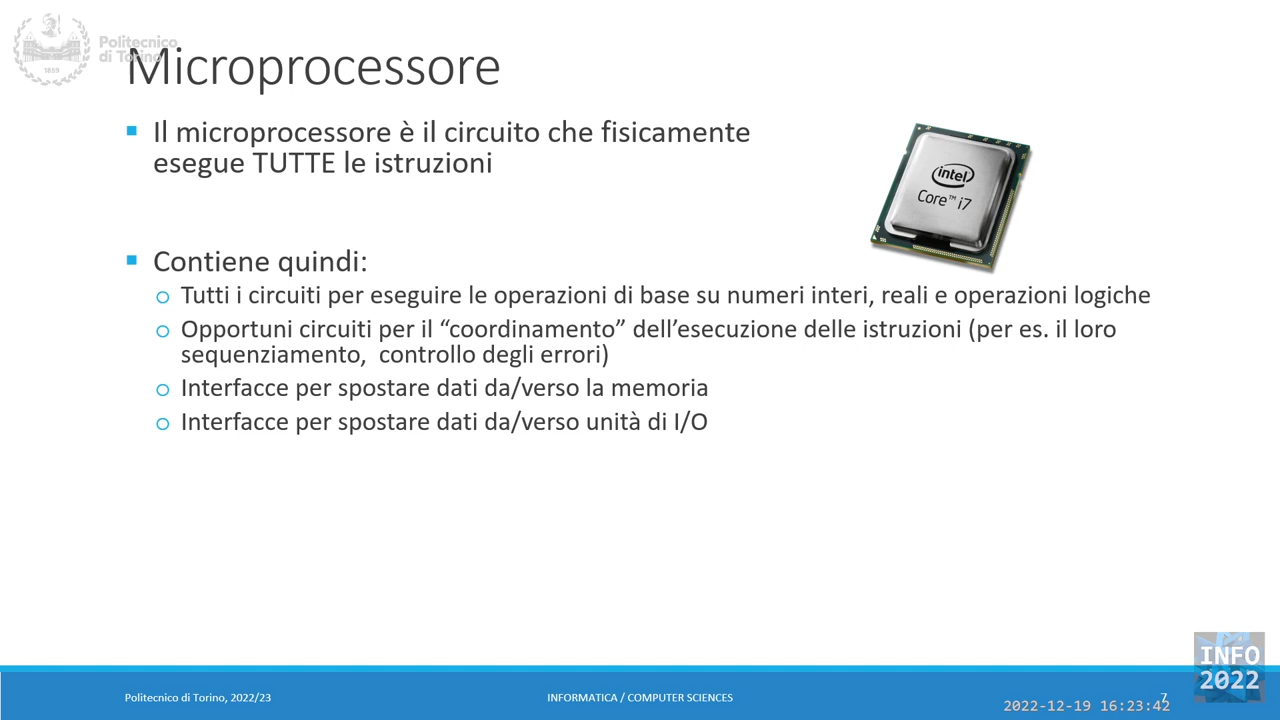 Politecnico
di Torino
1859
Microprocessore
Il microprocessore è il circuito che fisicamente
esegue TUTTE le istruzioni
intel
Core™ i7
Contiene quindi:
Tutti i circuiti per eseguire le operazioni di base su numeri interi, reali e operazioni logiche
Opportuni circuiti per il “coordinamento” dell’esecuzione delle istruzioni (per es. il loro
sequenziamento, controllo degli errori)
Interfacce per spostare dati da/verso la memoria
Interfacce per spostare dati da/verso unità di I/O
INFO
2022
Politecnico di Torino, 2022/23
INFORMATICA / COMPUTER SCIENCES
7
2022-12-19 16:23:42